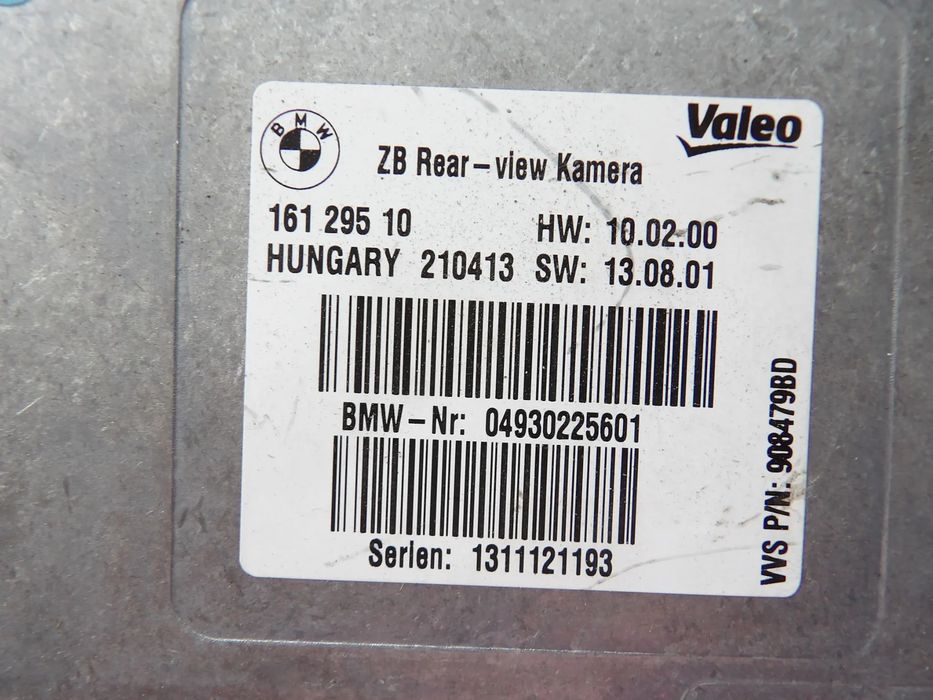 BMW
Valeo
ZB Rear-view Kamera
161 295 10 HW: 10.02.00
HUNGARY 210413 SW: 13.08.01
BMW-Nr: 04930225601
Serien: 1311121193
VVS P/N: 908479BD